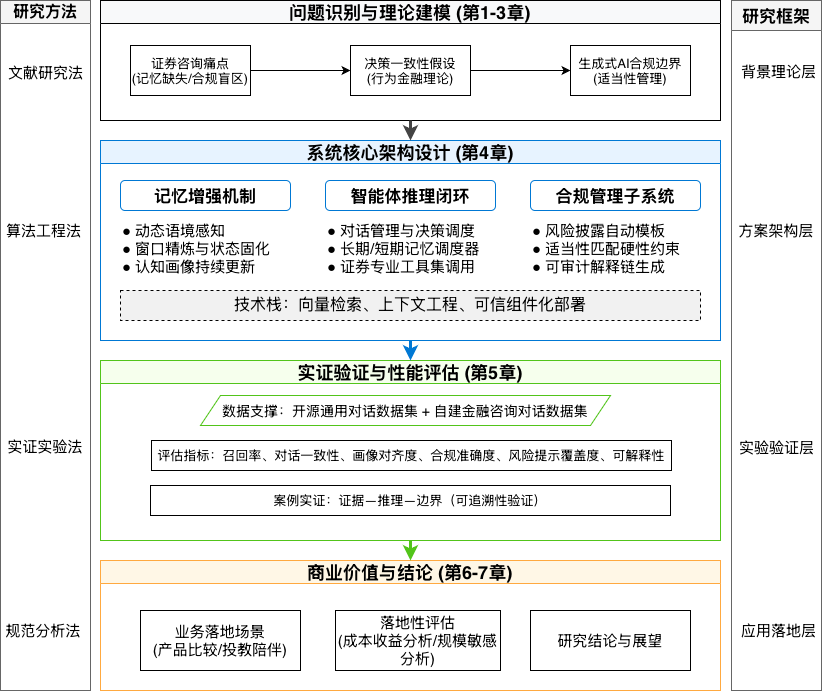 研究方法
问题识别与理论建模 (第1-3章)
研究框架
文献研究法
证券咨询痛点
(记忆缺失/合规盲区)
决策一致性假设
(行为金融理论)
生成式AI合规边界
(适当性管理)
背景理论层
系统核心架构设计 (第4章)
算法工程法
记忆增强机制
● 动态语境感知
● 窗口精炼与状态固化
● 认知画像持续更新
智能体推理闭环
● 对话管理与决策调度
● 长期/短期记忆调度器
● 证券专业工具集调用
合规管理子系统
● 风险披露自动模板
● 适当性匹配硬性约束
● 可审计解释链生成
方案架构层
技术栈：向量检索、上下文工程、可信组件化部署
实证验证与性能评估 (第5章)
数据支撑：开源通用对话数据集 + 自建金融咨询对话数据集
实证实验法
评估指标：召回率、对话一致性、画像对齐度、合规准确度、风险提示覆盖度、可解释性
实验验证层
案例实证：证据—推理—边界（可追溯性验证）
商业价值与结论 (第6-7章)
规范分析法
业务落地场景
(产品比较/投教陪伴)
落地性评估
(成本收益分析/规模敏感
分析)
研究结论与展望
应用落地层